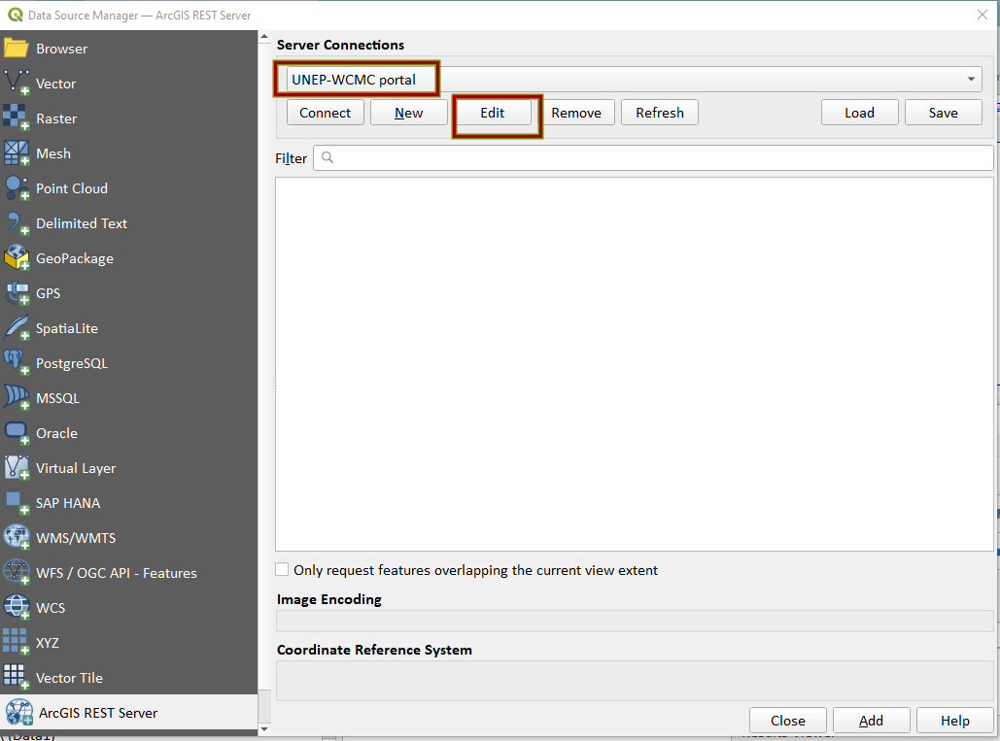 Data Source Manager — ArcGIS REST Server
Browser
Vector
Raster
Mesh
Point Cloud
Delimited Text
GeoPackage
GPS
SpatiaLite
PostgreSQL
MSSQL
Oracle
Virtual Layer
SAP HANA
WMS/WMTS
WFS / OGC API - Features
WCS
XYZ
Vector Tile
ArcGIS REST Server
Server Connections
UNEP-WCMC portal
Connect New Edit Remove Refresh Load Save
Filter
Only request features overlapping the current view extent
Image Encoding
Coordinate Reference System
Close Add Help